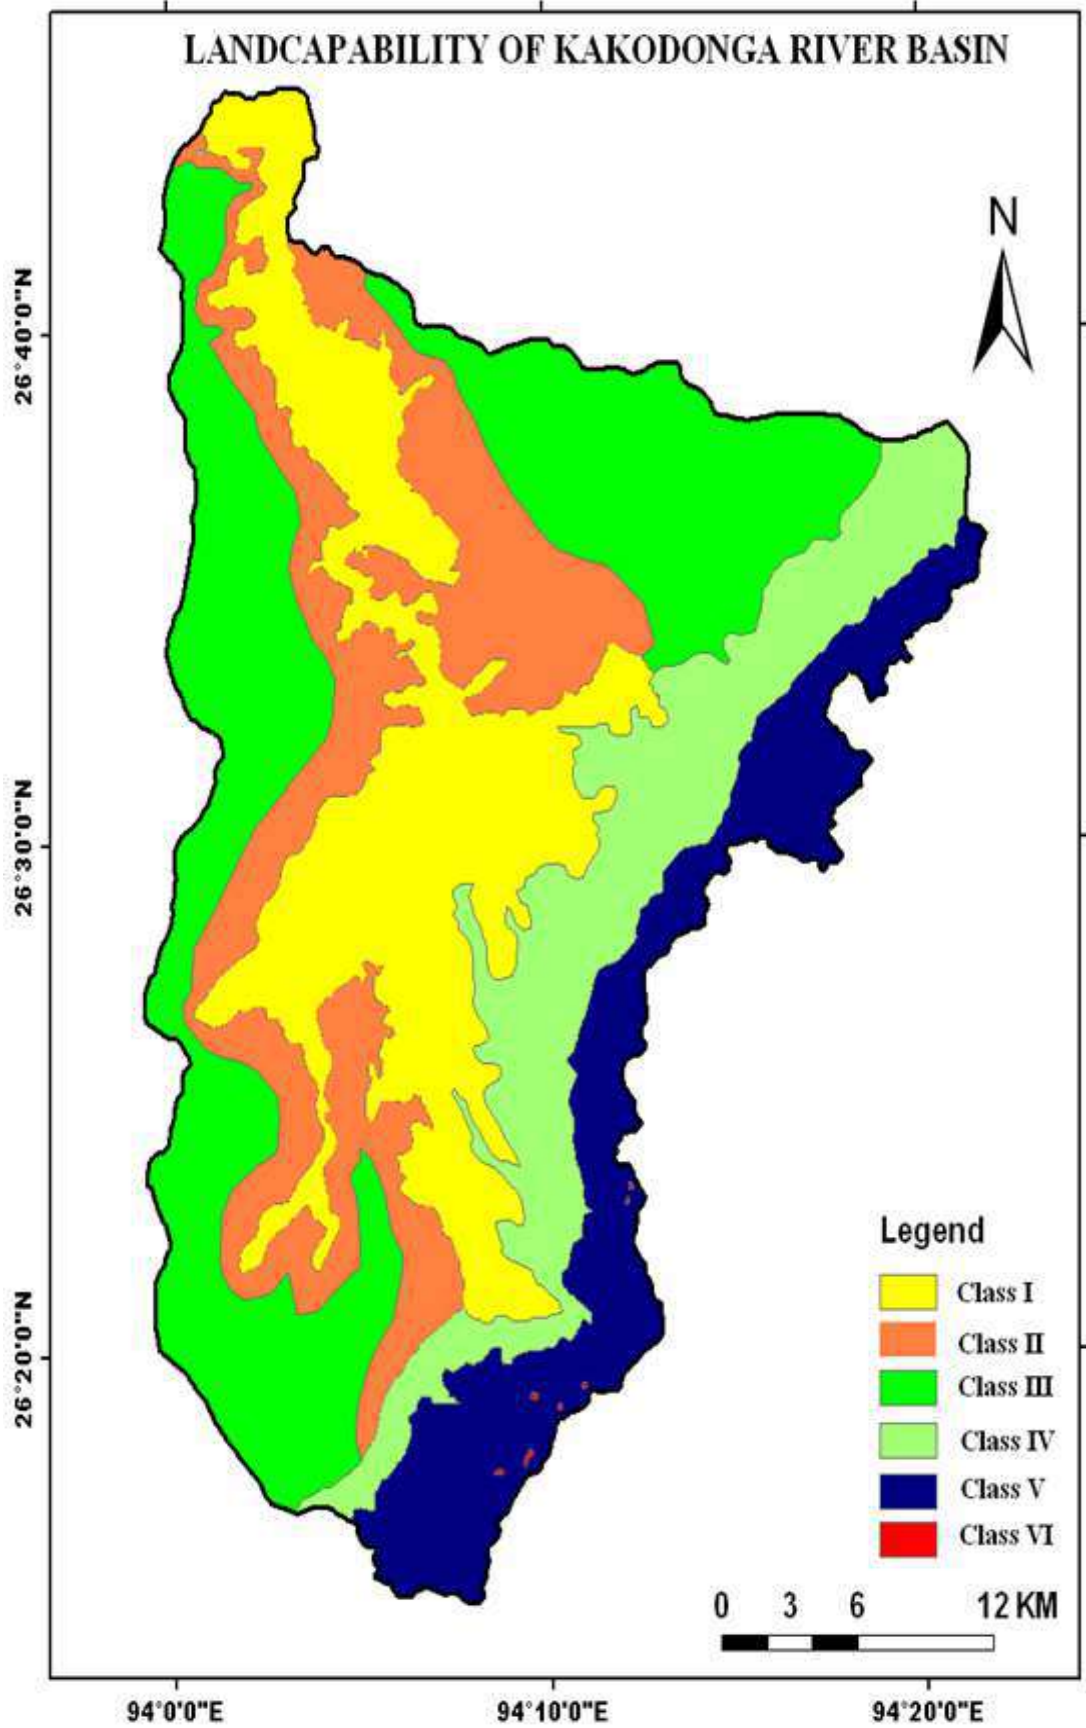 LANDCAPABILITY OF KAKODONGA RIVER BASIN
N
26°40'0"N
26°30'0"N
26°20'0"N
Legend
Class I
Class II
Class III
Class IV
Class V
Class VI
0 3 6 12 KM
94°0'0"E 94°10'0"E 94°20'0"E